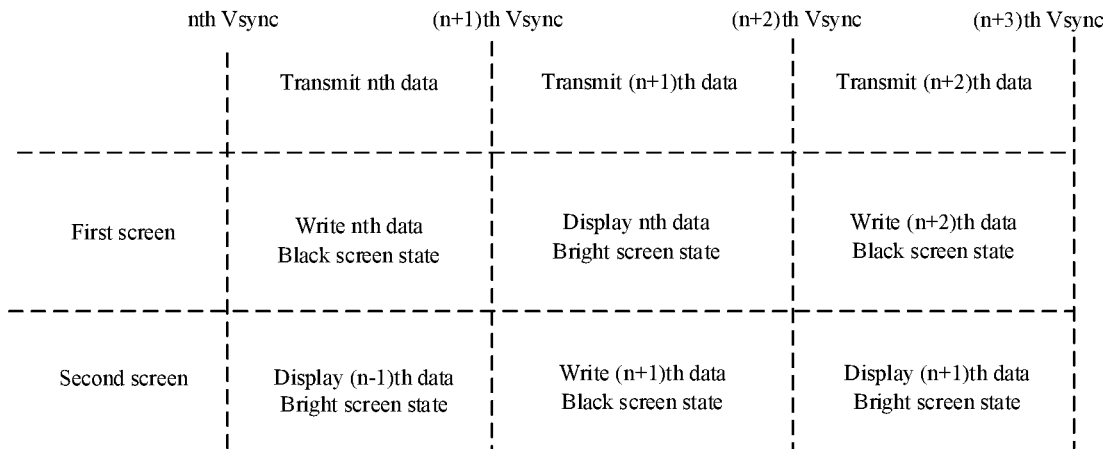 nth Vsync (n+1)th Vsync (n+2)th Vsync (n+3)th Vsync
Transmit nth data Transmit (n+1)th data Transmit (n+2)th data
First screen Write nth data Display nth data Write (n+2)th data
Black screen state Bright screen state Black screen state
Second screen Display (n-1)th data Write (n+1)th data Display (n+1)th data
Bright screen state Black screen state Bright screen state